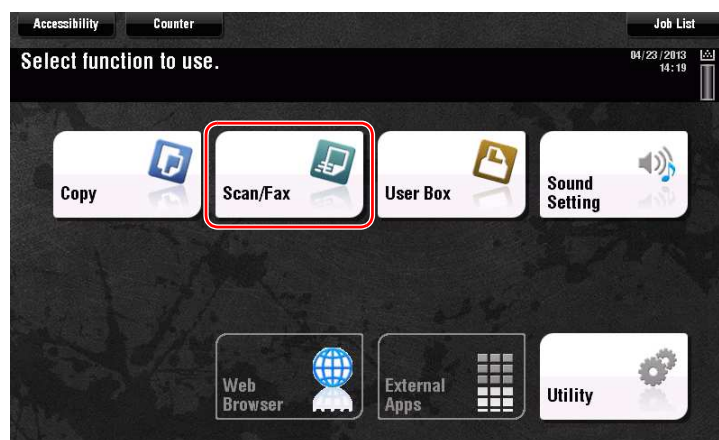 Accessibility
Counter
Job List
Select function to use.
04/23/2013
14:19
Copy
Scan/Fax
User Box
Sound
Setting
Web
Browser
External
Apps
Utility